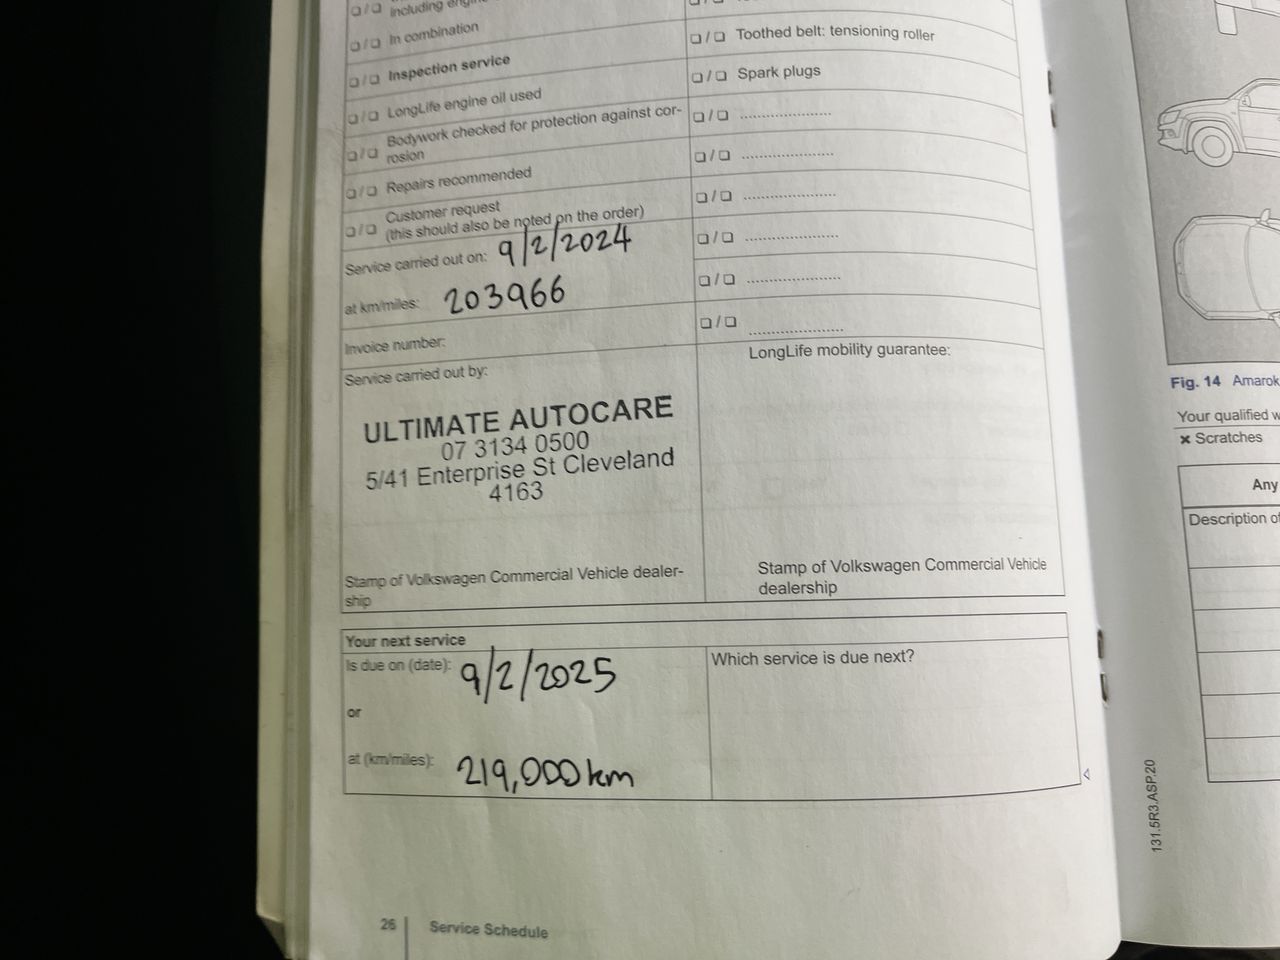 including
In combination
Inspection service
LongLife engine oil used
Bodywork checked for protection against cor-
rosion
Repairs recommended
Customer request
(this should also be noted on the order)
Service carried out on: 9/2/2024
at km/miles: 203966
Invoice number:
Service carried out by:
ULTIMATE AUTOCARE
07 3134 0500
5/41 Enterprise St Cleveland
4163
Stamp of Volkswagen Commercial Vehicle dealer-
ship
Toothed belt: tensioning roller
Spark plugs
LongLife mobility guarantee:
Stamp of Volkswagen Commercial Vehicle
dealership
Your next service
Is due on (date): 9/2/2025
or
at (km/miles): 219,000km
Which service is due next?
26 Service Schedule
Fig. 14 Amarok
Your qualified
Scratches
Any
Description
131.5R3.ASP.20